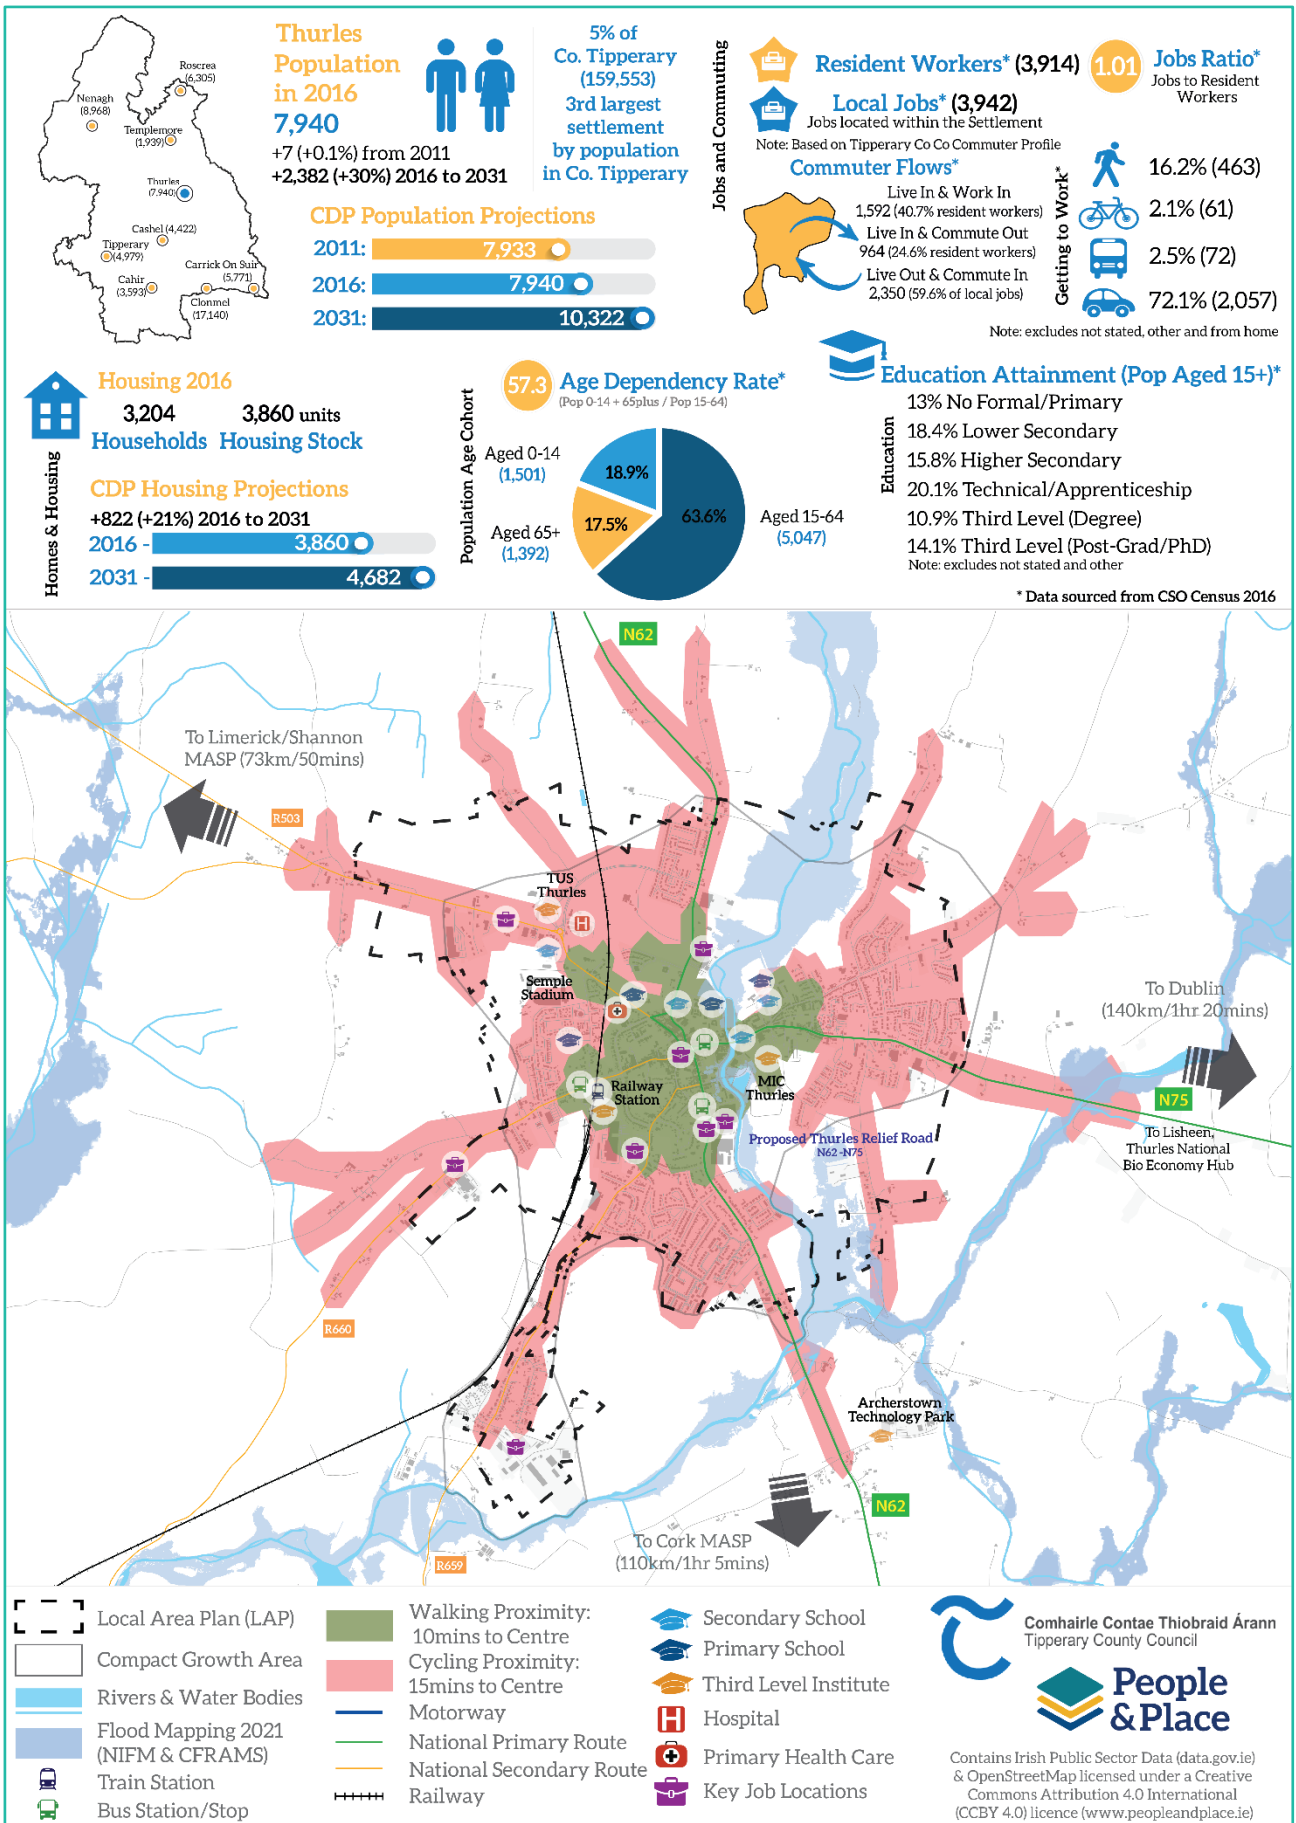 Roscrea
(6,305)
Nenagh
(8,968)
Templemore
(1,939)
Thurles
(7,940)
Cashel (4,422)
Tipperary
(4,979)
Cahir
(3,593)
Carrick On Suir
(5,771)
Clonmel
(17,140)
Thurles
Population
in 2016
7,940
+7 (+0.1%) from 2011
+2,382 (+30%) 2016 to 2031
5% of
Co. Tipperary
(159,553)
3rd largest
settlement
by population
in Co. Tipperary
CDP Population Projections
2011: 7,933
2016: 7,940
2031: 10,322
Jobs and Commuting
Resident Workers* (3,914)
1.01
Jobs Ratio*
Jobs to Resident
Workers
Local Jobs* (3,942)
Jobs located within the Settlement
Note: Based on Tipperary Co Co Commuter Profile
Commuter Flows*
Live In & Work In
1,592 (40.7% resident workers)
Live In & Commute Out
964 (24.6% resident workers)
Live Out & Commute In
2,350 (59.6% of local jobs)
Getting to Work*
16.2% (463)
2.1% (61)
2.5% (72)
72.1% (2,057)
Note: excludes not stated, other and from home
Homes & Housing
Housing 2016
3,204
Households
3,860 units
Housing Stock
CDP Housing Projections
+822 (+21%) 2016 to 2031
2016 - 3,860
2031 - 4,682
Population Age Cohort
57.3
Age Dependency Rate*
(Pop 0-14 + 65plus / Pop 15-64)
Aged 0-14
(1,501)
18.9%
Aged 65+
(1,392)
17.5%
63.6%
Aged 15-64
(5,047)
Education
Education Attainment (Pop Aged 15+)*
13% No Formal/Primary
18.4% Lower Secondary
15.8% Higher Secondary
20.1% Technical/Apprenticeship
10.9% Third Level (Degree)
14.1% Third Level (Post-Grad/PhD)
Note: excludes not stated and other
* Data sourced from CSO Census 2016
N62
To Limerick/Shannon
MASP (73km/50mins)
R503
TUS
Thurles
H
Semple
Stadium
To Dublin
(140km/1hr 20mins)
Railway
Station
MIC
Thurles
N75
Proposed Thurles Relief Road
N62 -N75
To Lisheen,
Thurles National
Bio Economy Hub
R660
Archerstown
Technology Park
N62
To Cork MASP
(110km/1hr 5mins)
R659
Local Area Plan (LAP)
Compact Growth Area
Rivers & Water Bodies
Flood Mapping 2021
(NIFM & CFRAMS)
Train Station
Bus Station/Stop
Walking Proximity:
10mins to Centre
Cycling Proximity:
15mins to Centre
Motorway
National Primary Route
National Secondary Route
Railway
Secondary School
Primary School
Third Level Institute
H Hospital
Primary Health Care
Key Job Locations
Comhairle Contae Thiobraid Árann
Tipperary County Council
People
& Place
Contains Irish Public Sector Data (data.gov.ie)
& OpenStreetMap licensed under a Creative
Commons Attribution 4.0 International
(CCBY 4.0) licence (www.peopleandplace.ie)